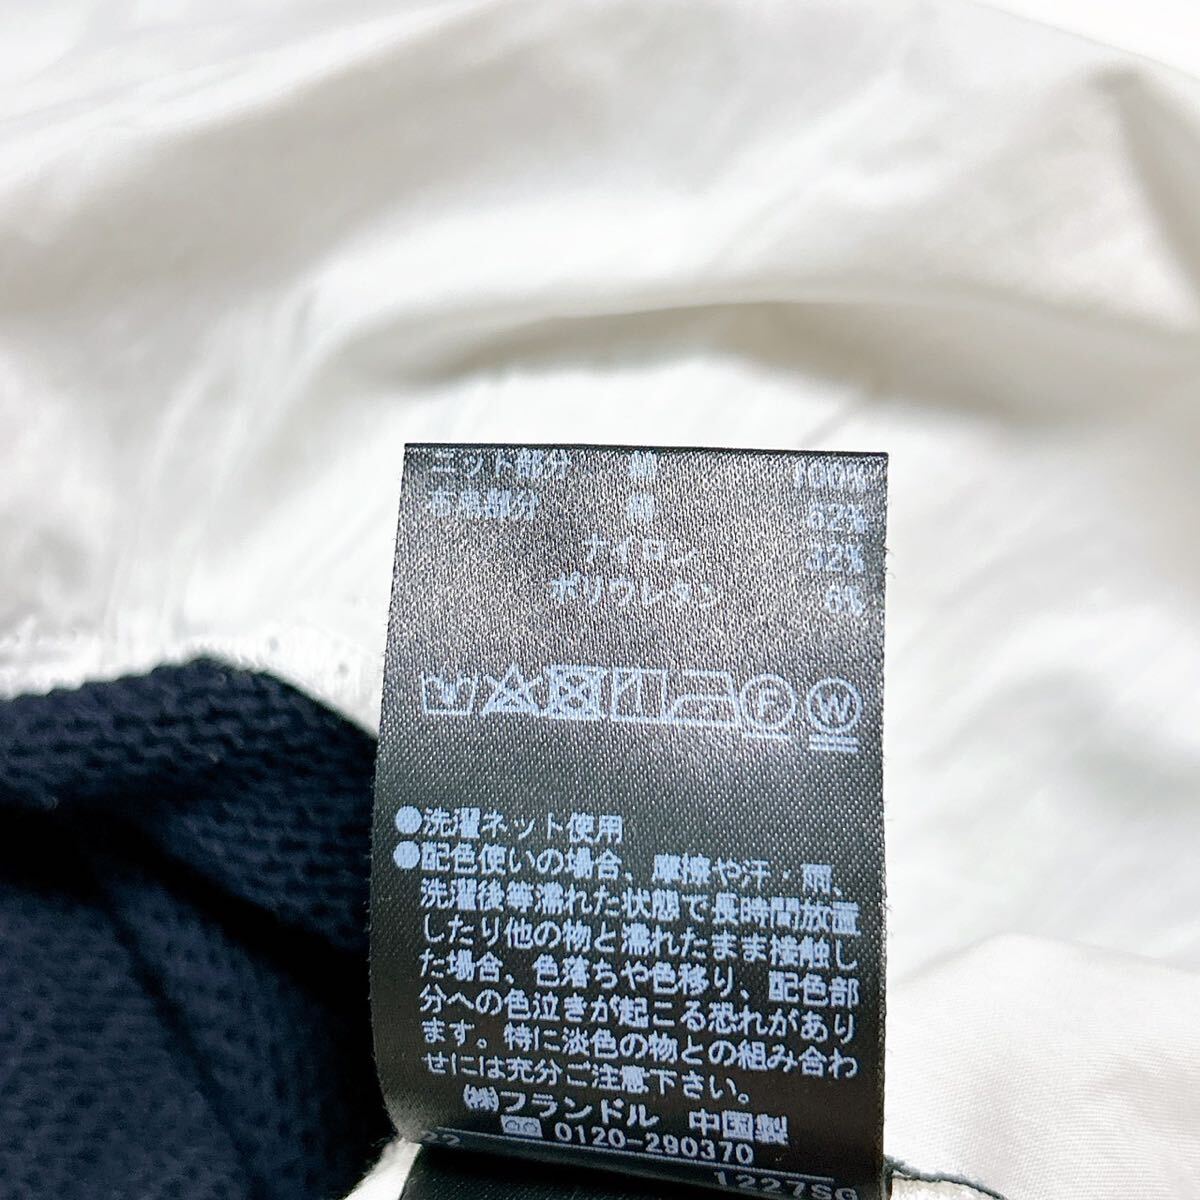 ニット部分 綿 100%
布帛部分 綿 62%
ナイロン 32%
ポリウレタン 6%
F W
●洗濯ネット使用
●配色使いの場合、摩擦や汗・雨、
洗濯後等濡れた状態で長時間放置
したり他の物と濡れたまま接触し
た場合、色落ちや色移り、配色部
分への色泣きが起こる恐れがあり
ます。特に淡色の物との組み合わ
せには充分ご注意下さい。
㈱フランドル 中国製
0120-290370
22 1227SG